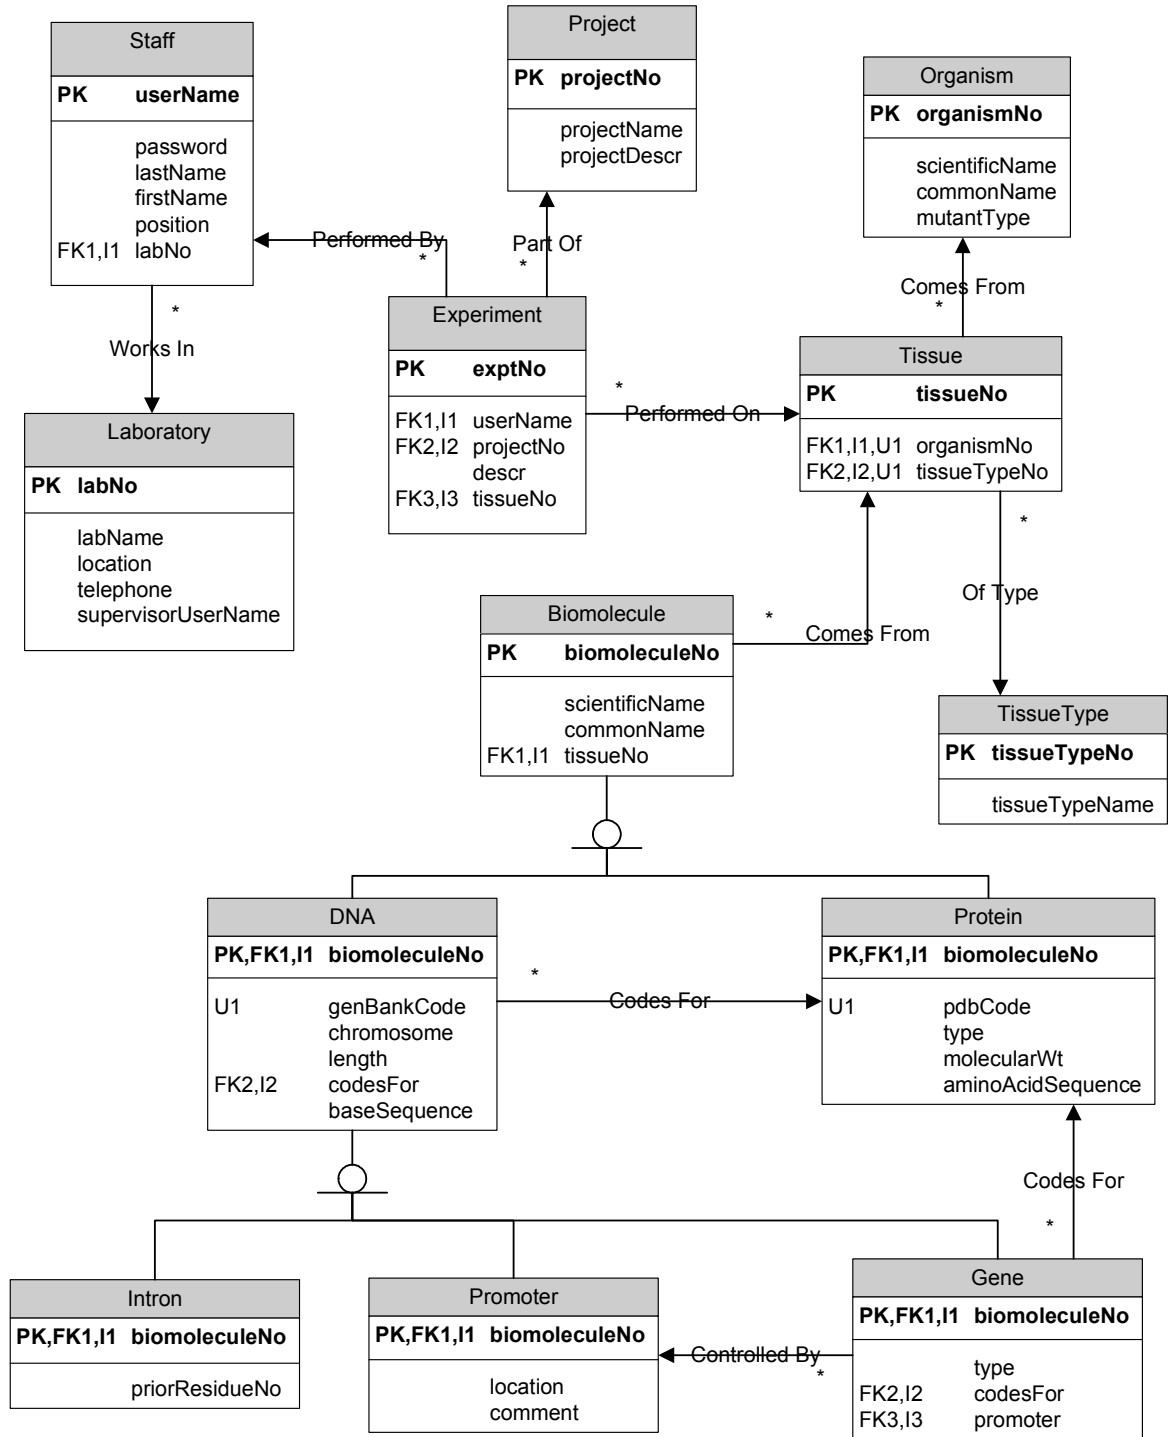 Staff
PK userName
password
lastName
firstName
position
FK1,I1 labNo
Project
PK projectNo
projectName
projectDescr
Organism
PK organismNo
scientificName
commonName
mutantType
Performed By
*
Part Of
*
Comes From
*
*
Works In
Experiment
PK exptNo
FK1,I1 userName
FK2,I2 projectNo
descr
FK3,I3 tissueNo
*
Performed On
Tissue
PK tissueNo
FK1,I1,U1 organismNo
FK2,I2,U1 tissueTypeNo
Laboratory
PK labNo
labName
location
telephone
supervisorUserName
*
Of Type
Biomolecule
PK biomoleculeNo
scientificName
commonName
FK1,I1 tissueNo
*
Comes From
TissueType
PK tissueTypeNo
tissueTypeName
DNA
PK,FK1,I1 biomoleculeNo
U1 genBankCode
chromosome
length
FK2,I2 codesFor
baseSequence
*
Codes For
Protein
PK,FK1,I1 biomoleculeNo
U1 pdbCode
type
molecularWt
aminoAcidSequence
Codes For
*
Intron
PK,FK1,I1 biomoleculeNo
priorResidueNo
Promoter
PK,FK1,I1 biomoleculeNo
location
comment
Controlled By
*
Gene
PK,FK1,I1 biomoleculeNo
type
FK2,I2 codesFor
FK3,I3 promoter